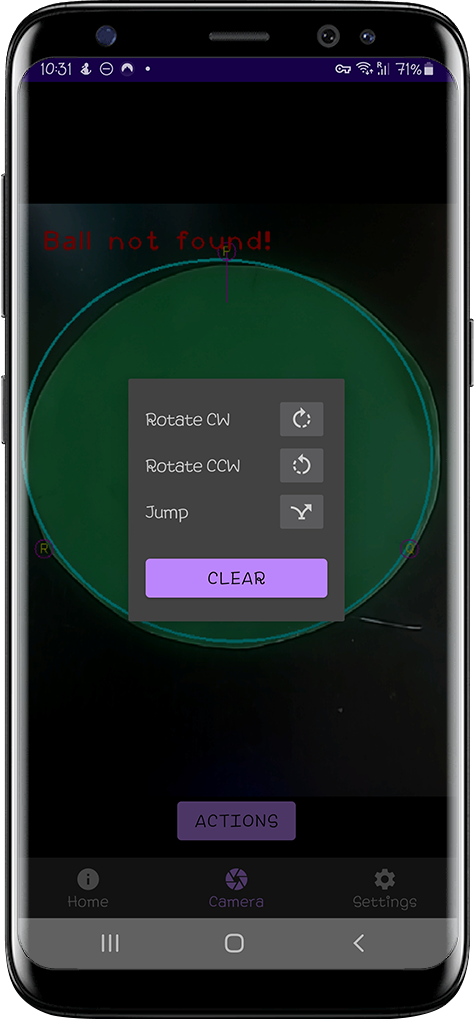 10:31
71%
Ball not found!
P
Rotate CW
Rotate CCW
Jump
R
CLEAR
ACTIONS
Home
Camera
Settings